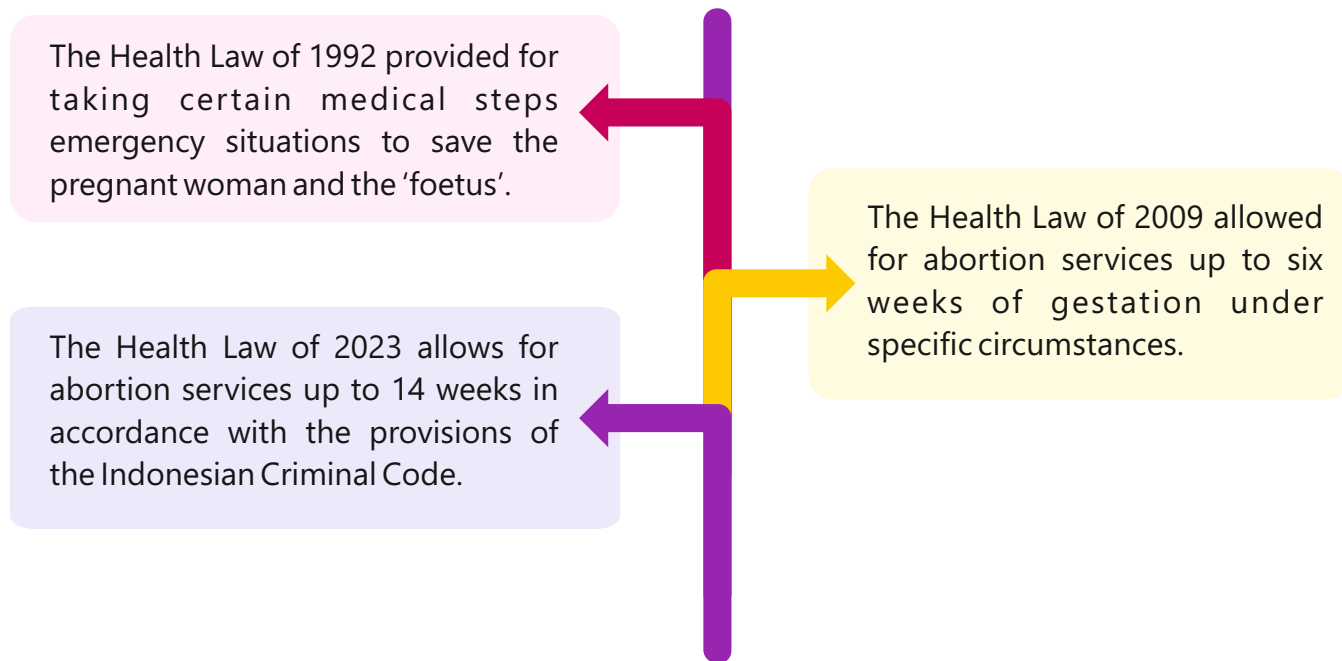 The Health Law of 1992 provided for
taking certain medical steps
emergency situations to save the
pregnant woman and the ‘foetus’.
The Health Law of 2009 allowed
for abortion services up to six
weeks of gestation under
specific circumstances.
The Health Law of 2023 allows for
abortion services up to 14 weeks in
accordance with the provisions of
the Indonesian Criminal Code.